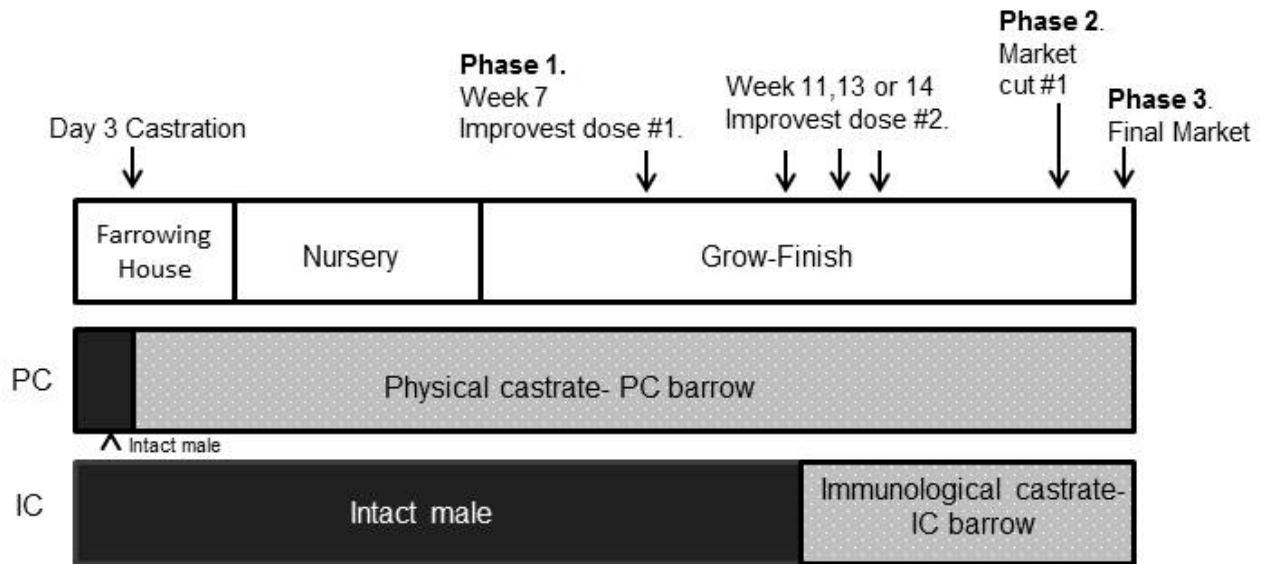 Phase 2.
Market
cut #1
Phase 1.
Week 7
Improvest dose #1.
Week 11,13 or 14
Improvest dose #2.
Phase 3.
Final Market
Day 3 Castration
Farrowing
House
Nursery
Grow-Finish
PC
Physical castrate- PC barrow
^ Intact male
IC
Intact male
Immunological castrate-
IC barrow